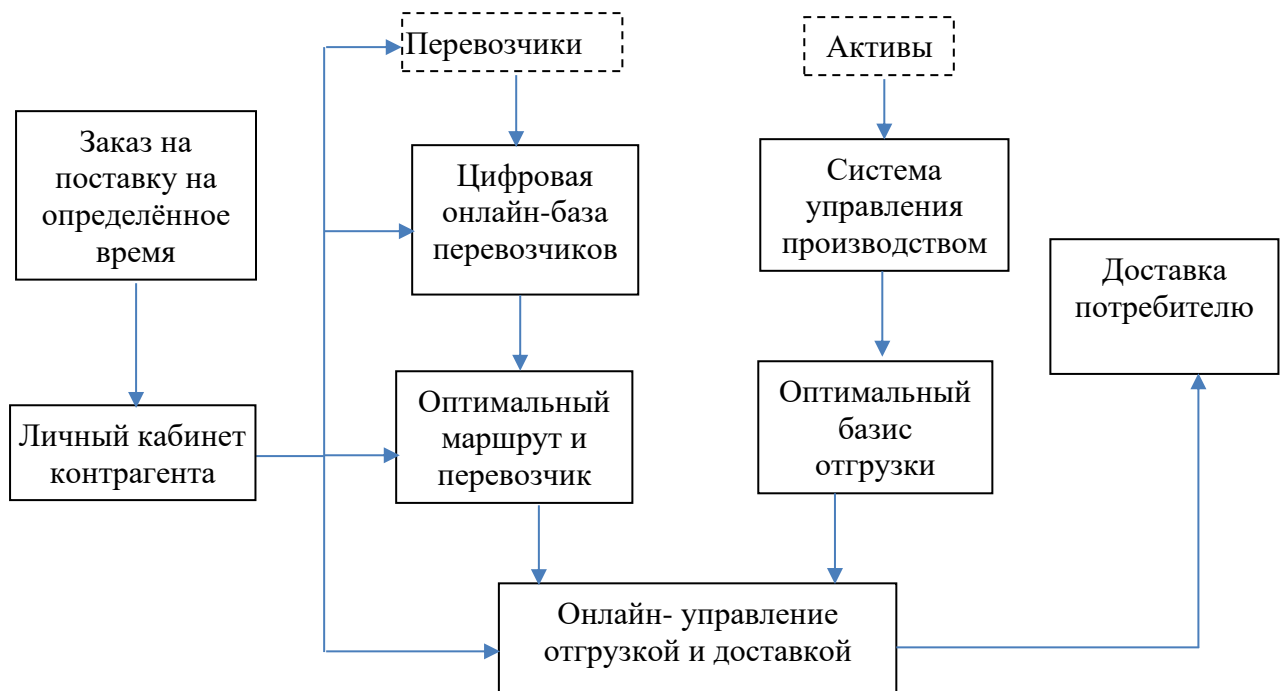 Перевозчики
Активы
Заказ на
поставку на
определённое
время
Цифровая
онлайн-база
перевозчиков
Система
управления
производством
Доставка
потребителю
Личный кабинет
контрагента
Оптимальный
маршрут и
перевозчик
Оптимальный
базис
отгрузки
Онлайн- управление
отгрузкой и доставкой